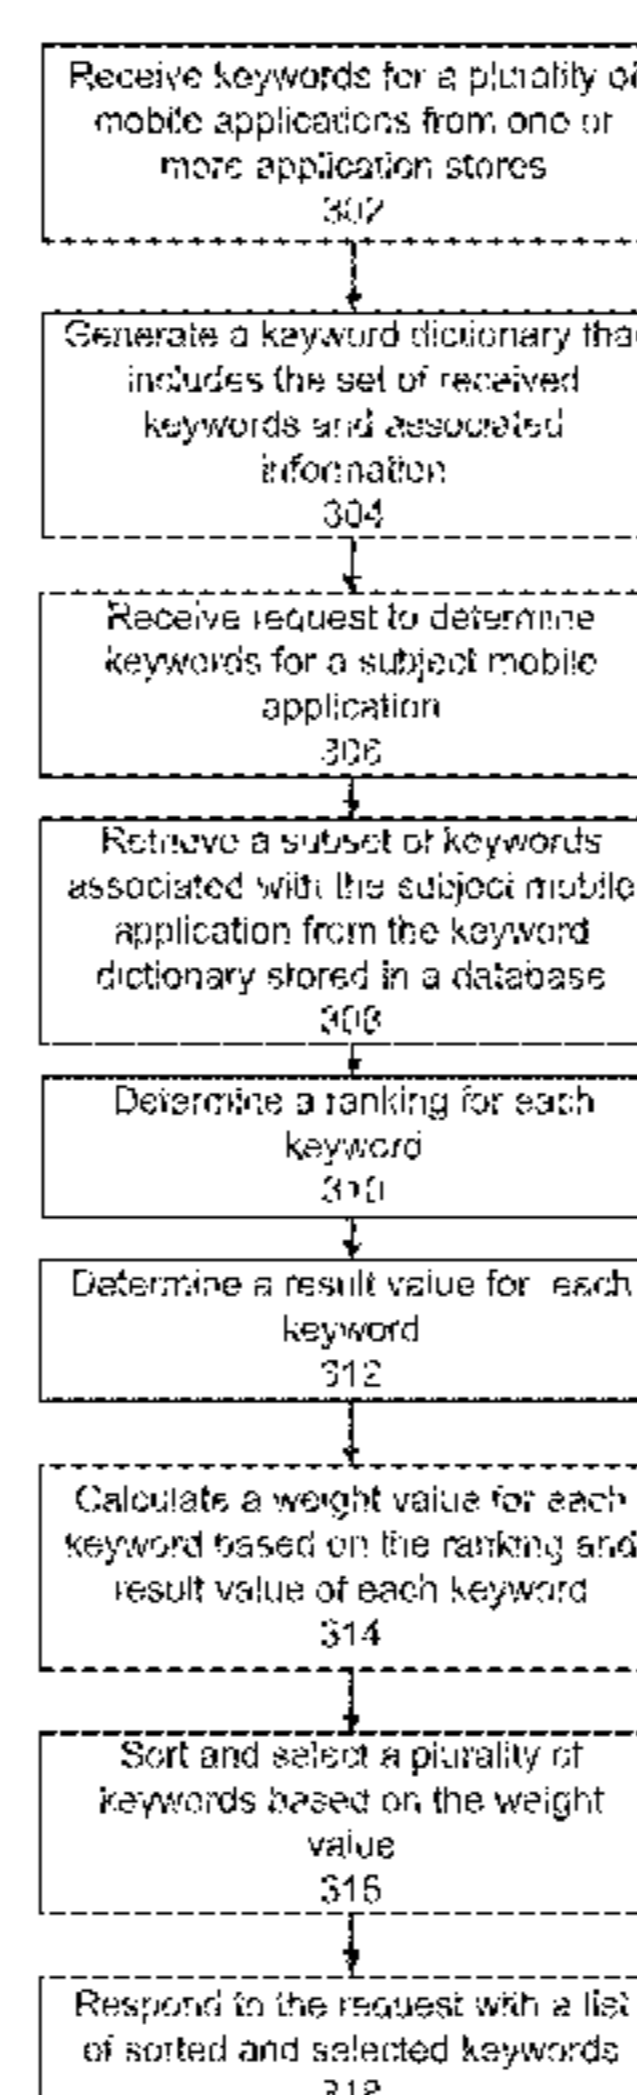 Receive keywords for a plurality of
mobile applications from one or
more application stores
302
Generate a keyword dictionary that
includes the set of received
keywords and associated
information
304
Receive request to determine
keywords for a subject mobile
application
306
Retrieve a subset of keywords
associated with the subject mobile
application from the keyword
dictionary stored in a database
308
Determine a ranking for each
keyword
310
Determine a result value for each
keyword
312
Calculate a weight value for each
keyword based on the ranking and
result value of each keyword
314
Sort and select a plurality of
keywords based on the weight
value
316
Respond to the request with a list
of sorted and selected keywords
318